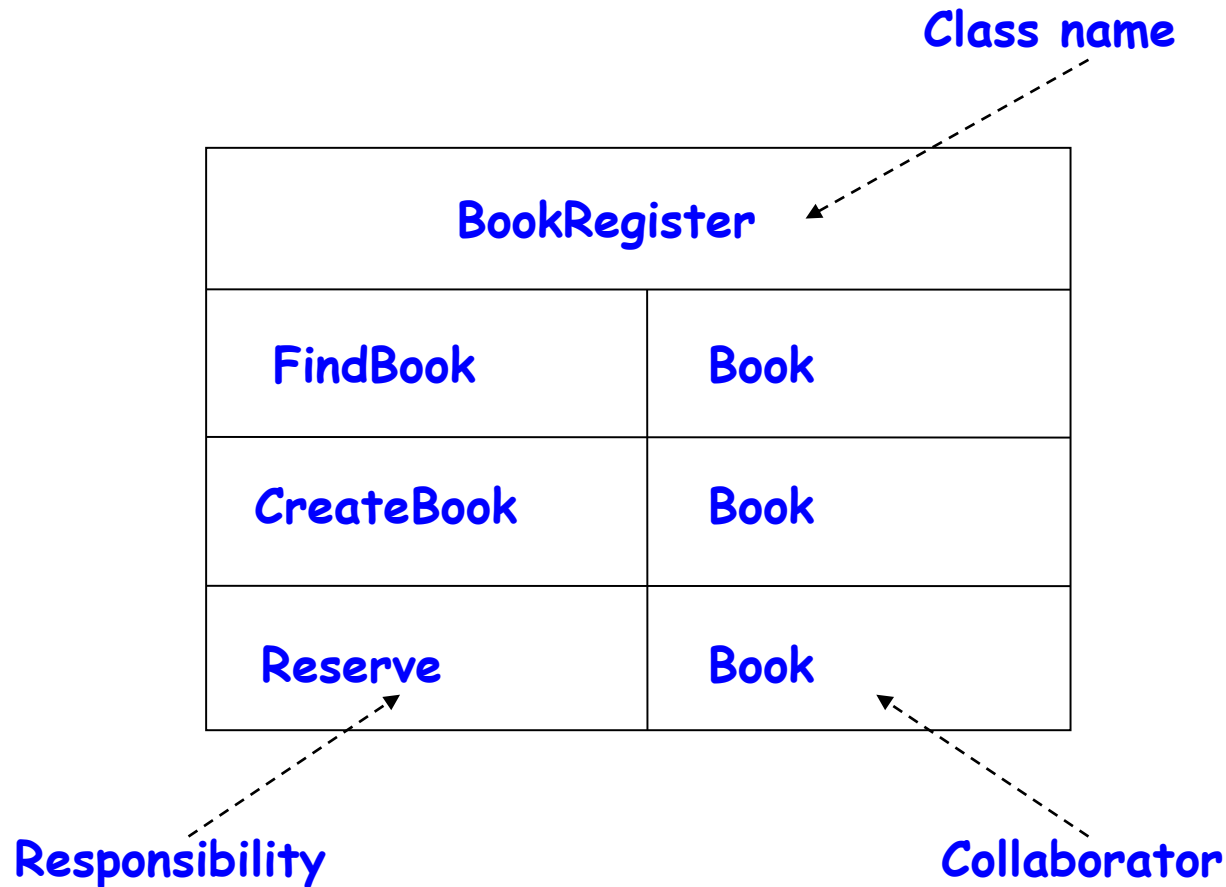 Class name
BookRegister
FindBook Book
CreateBook Book
Reserve Book
Responsibility Collaborator